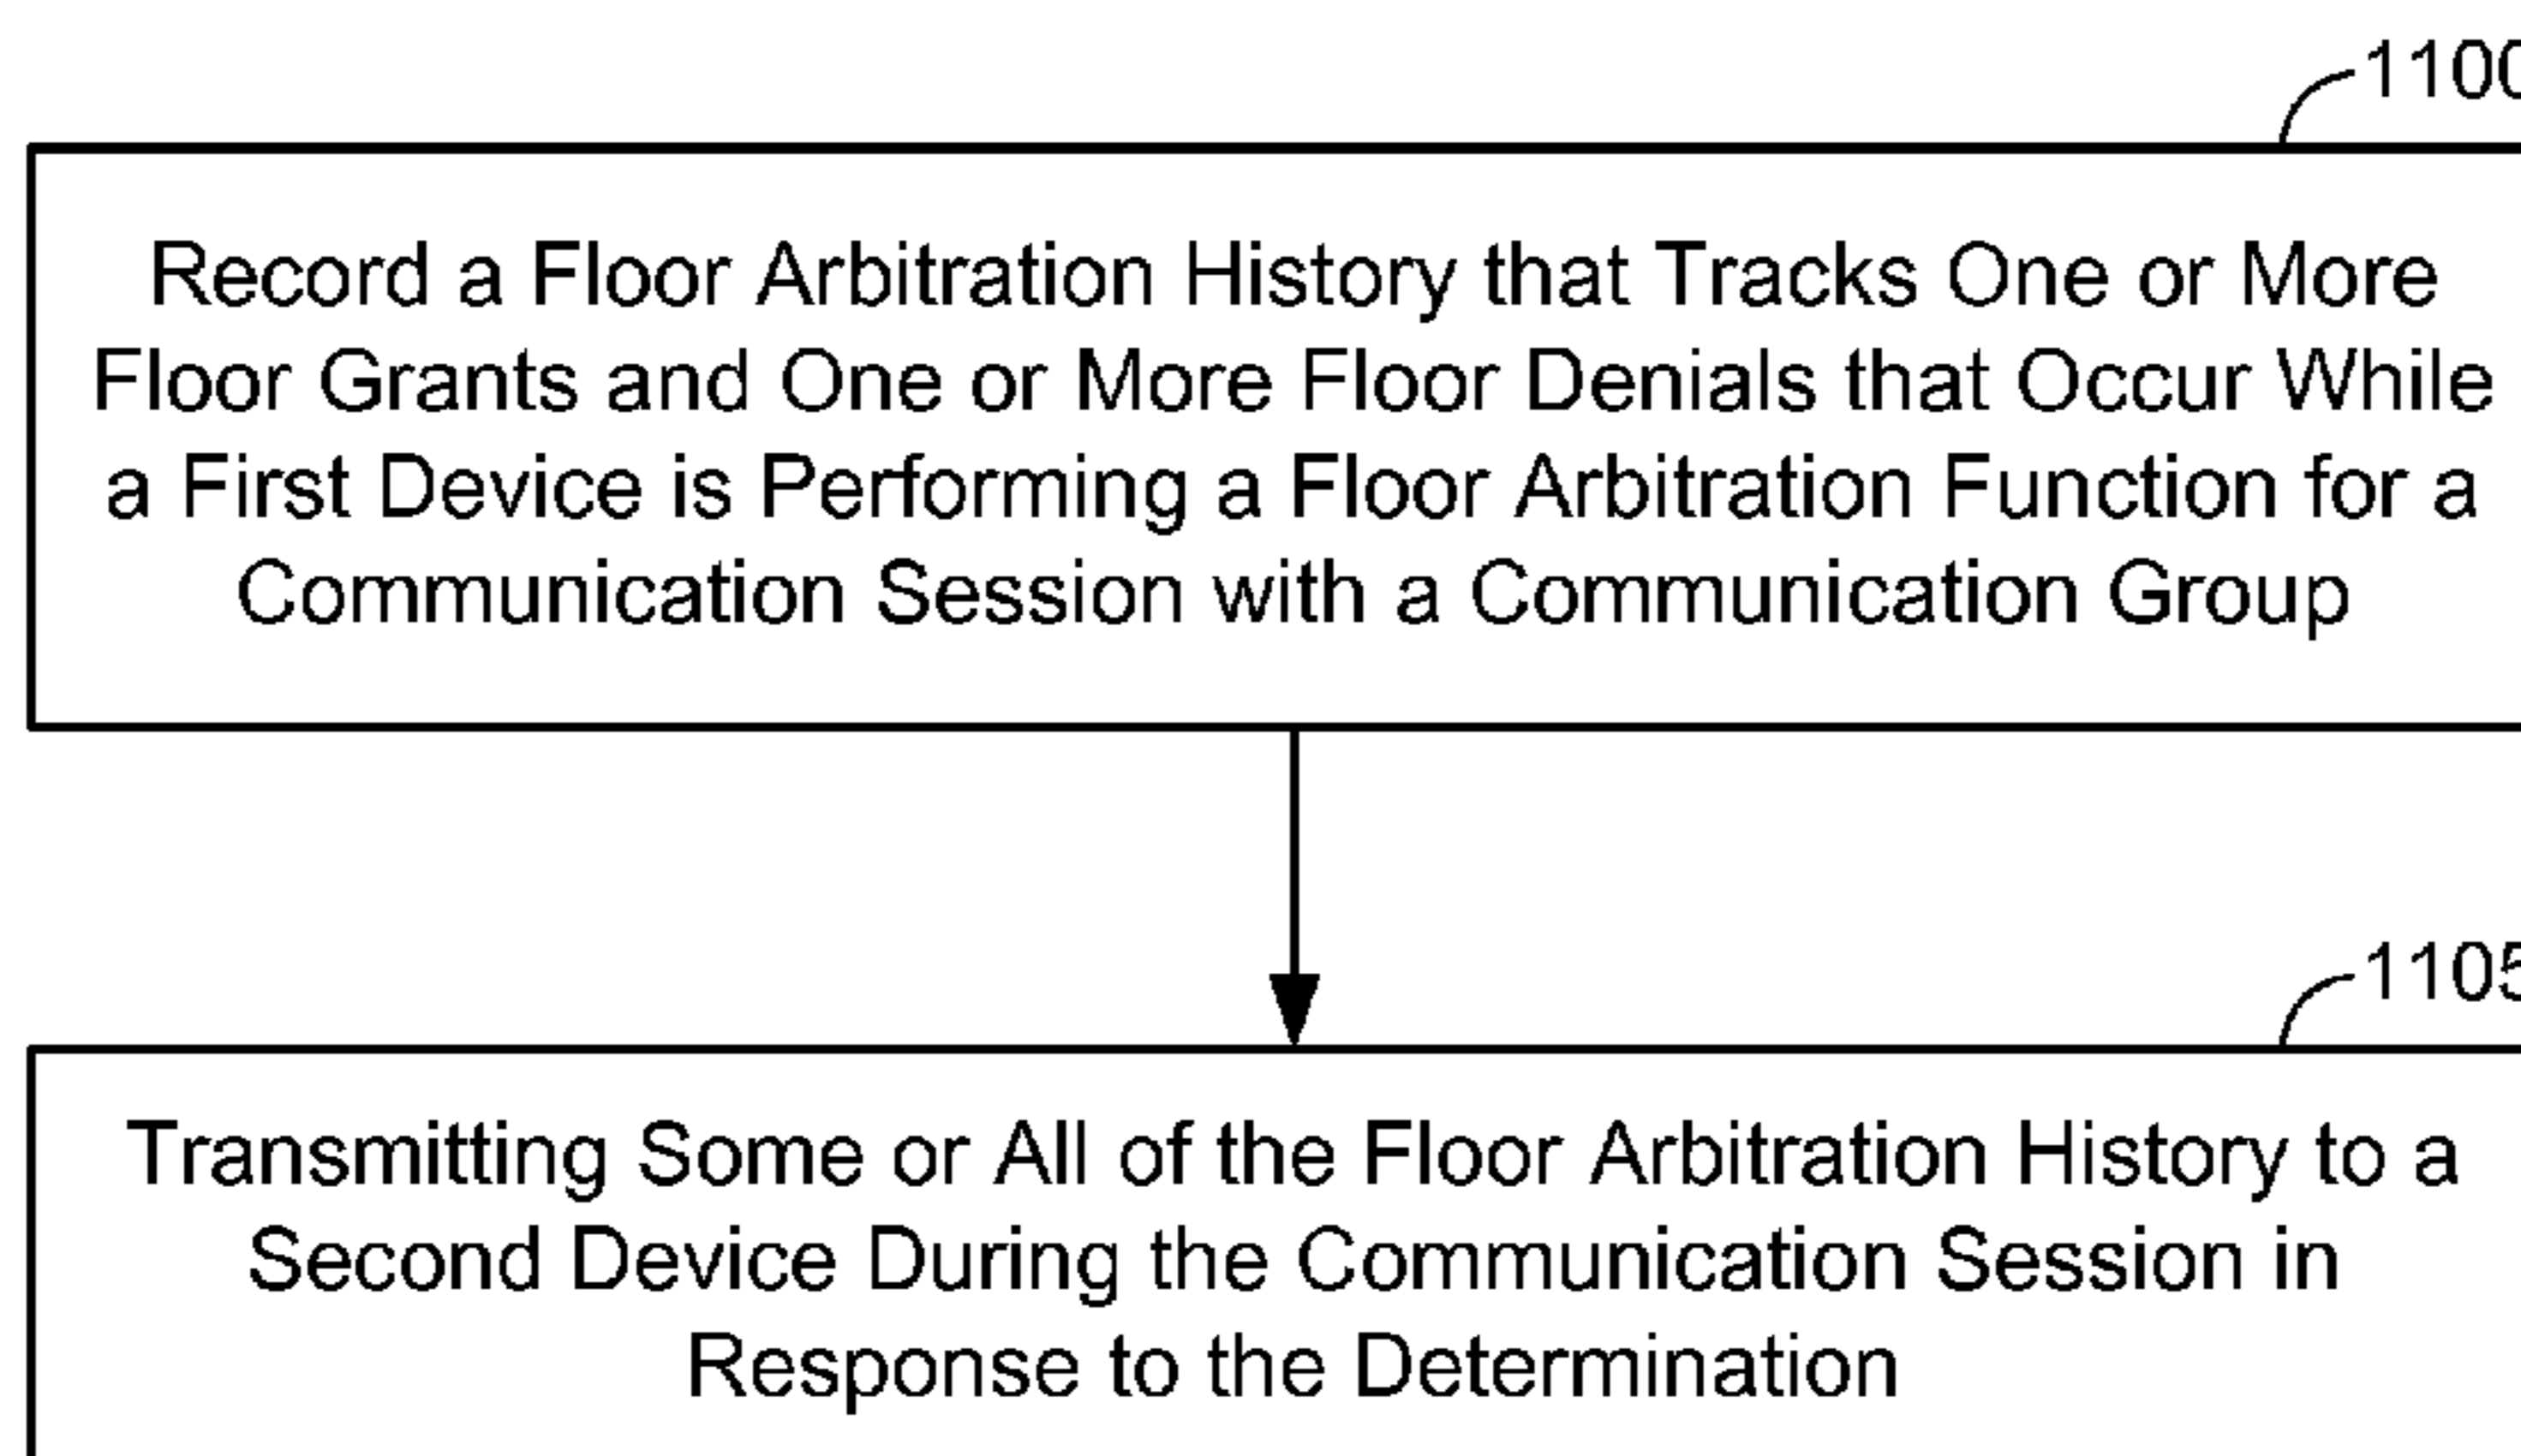 1100
Record a Floor Arbitration History that Tracks One or More
Floor Grants and One or More Floor Denials that Occur While
a First Device is Performing a Floor Arbitration Function for a
Communication Session with a Communication Group
1105
Transmitting Some or All of the Floor Arbitration History to a
Second Device During the Communication Session in
Response to the Determination